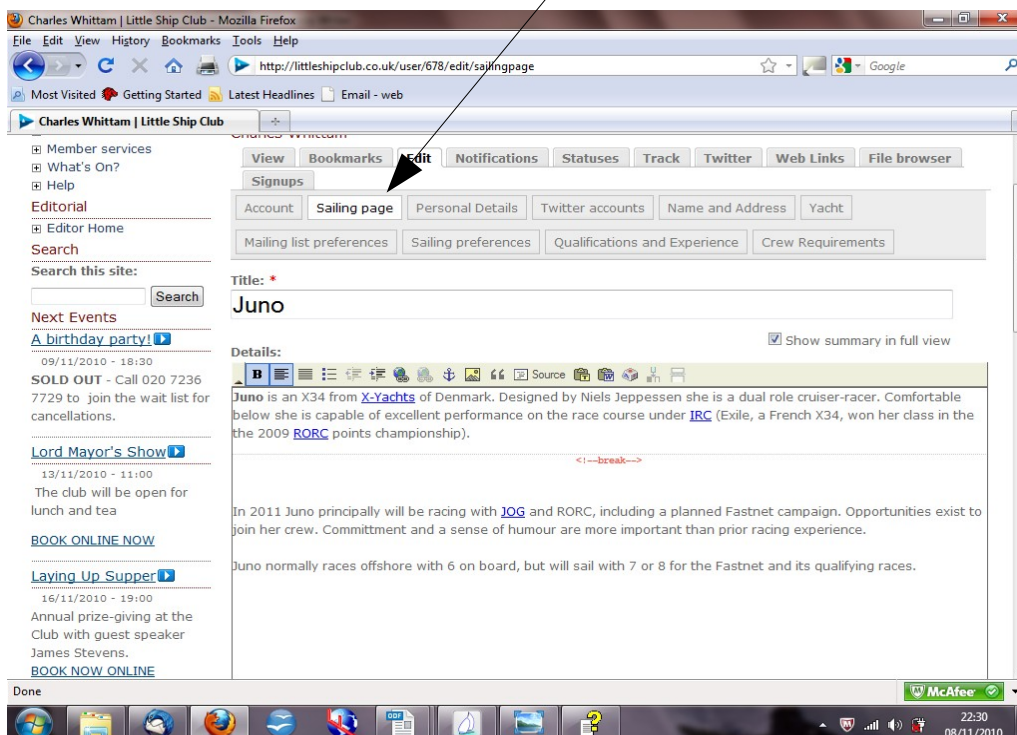 Charles Whittam | Little Ship Club - Mozilla Firefox
File Edit View History Bookmarks Tools Help
http://littleshipclub.co.uk/user/678/edit/sailingpage
Google
Most Visited Getting Started Latest Headlines Email - web
Charles Whittam | Little Ship Club
Charles Whittam
View Bookmarks Edit Notifications Statuses Track Twitter Web Links File browser
Signups
Account Sailing page Personal Details Twitter accounts Name and Address Yacht
Mailing list preferences Sailing preferences Qualifications and Experience Crew Requirements
Member services
What's On?
Help
Editorial
Editor Home
Search
Search this site:
Search
Next Events
A birthday party!
09/11/2010 - 18:30
SOLD OUT - Call 020 7236
7729 to join the wait list for
cancellations.
Lord Mayor's Show
13/11/2010 - 11:00
The club will be open for
lunch and tea
BOOK ONLINE NOW
Laying Up Supper
16/11/2010 - 19:00
Annual prize-giving at the
Club with guest speaker
James Stevens.
BOOK NOW ONLINE
Title: *
Juno
Show summary in full view
Details:
B Source
Juno is an X34 from X-Yachts of Denmark. Designed by Niels Jeppessen she is a dual role cruiser-racer. Comfortable
below she is capable of excellent performance on the race course under IRC (Exile, a French X34, won her class in the
the 2009 RORC points championship).
<!--break-->
In 2011 Juno principally will be racing with JOG and RORC, including a planned Fastnet campaign. Opportunities exist to
join her crew. Committment and a sense of humour are more important than prior racing experience.
Juno normally races offshore with 6 on board, but will sail with 7 or 8 for the Fastnet and its qualifying races.
Done
McAfee
22:30
08/11/2010